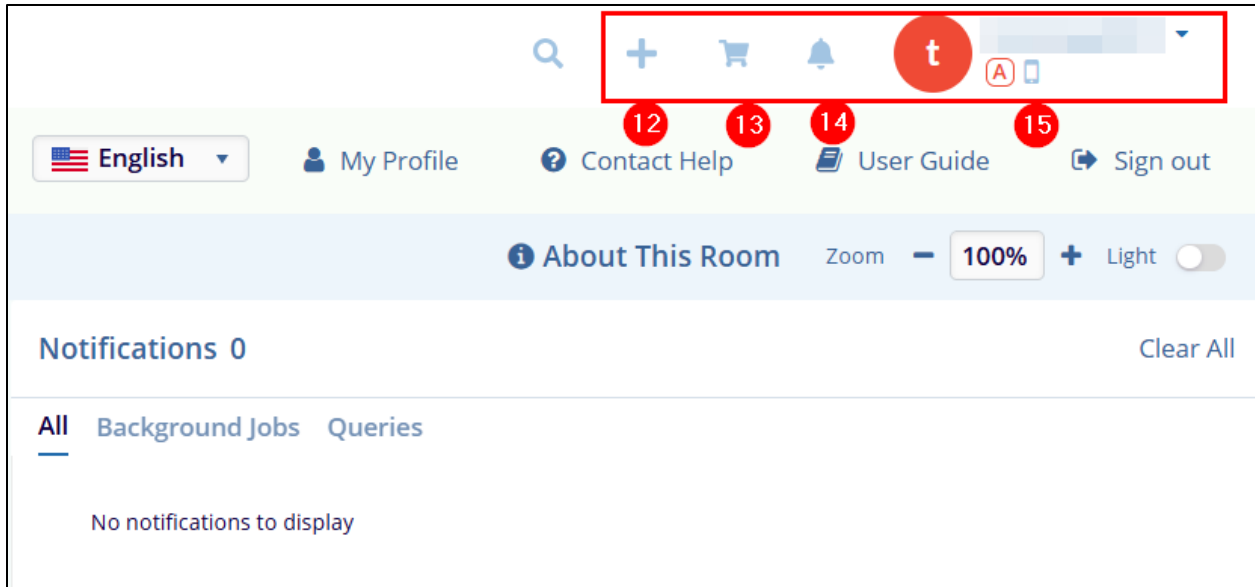 t
A
12 13 14 15
English My Profile Contact Help User Guide Sign out
About This Room Zoom 100% Light
Notifications 0 Clear All
All Background Jobs Queries
No notifications to display